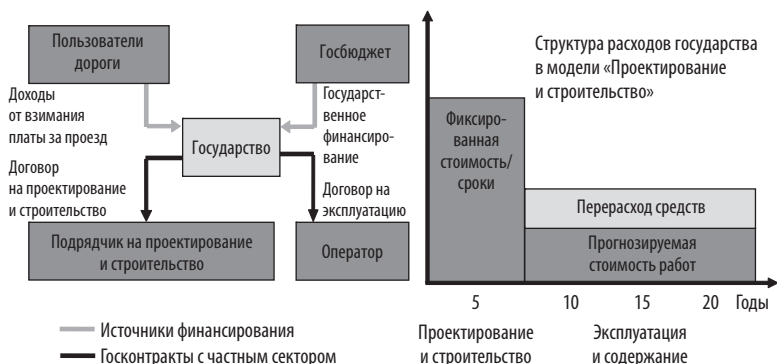 Пользователи
дороги
Госбюджет
Доходы
от взимания
платы за проезд
Государст-
венное
финансиро-
вание
Государство
Договор
на проектирование
и строительство
Договор на
эксплуатацию
Подрядчик на проектирование
и строительство
Оператор
Источники финансирования
Госконтракты с частным сектором
Структура расходов государства
в модели «Проектирование
и строительство»
Фиксиро-
ванная
стоимость/
сроки
Перерасход средств
Прогнозируемая
стоимость работ
5 10 15 20 Годы
Проектирование
и строительство
Эксплуатация
и содержание